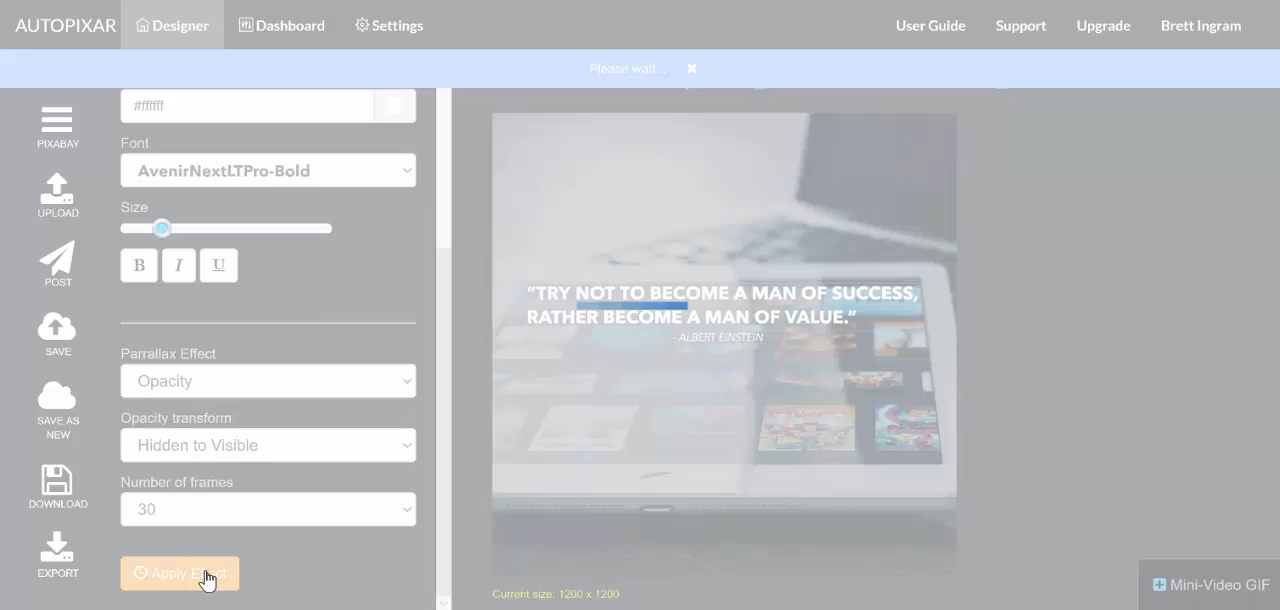 AUTOPIXAR Designer Dashboard Settings User Guide Support Upgrade Brett Ingram
Please wait...
#ffffff
PIXABAY
Font
AvenirNextLTPro-Bold
UPLOAD
Size
B I U
POST
"TRY NOT TO BECOME A MAN OF SUCCESS,
RATHER BECOME A MAN OF VALUE."
- ALBERT EINSTEIN
SAVE
Parrallax Effect
Opacity
SAVE AS
NEW
Opacity transform
Hidden to Visible
DOWNLOAD
Number of frames
30
EXPORT
Apply Effect
Current size: 1200 x 1200
Mini-Video GIF